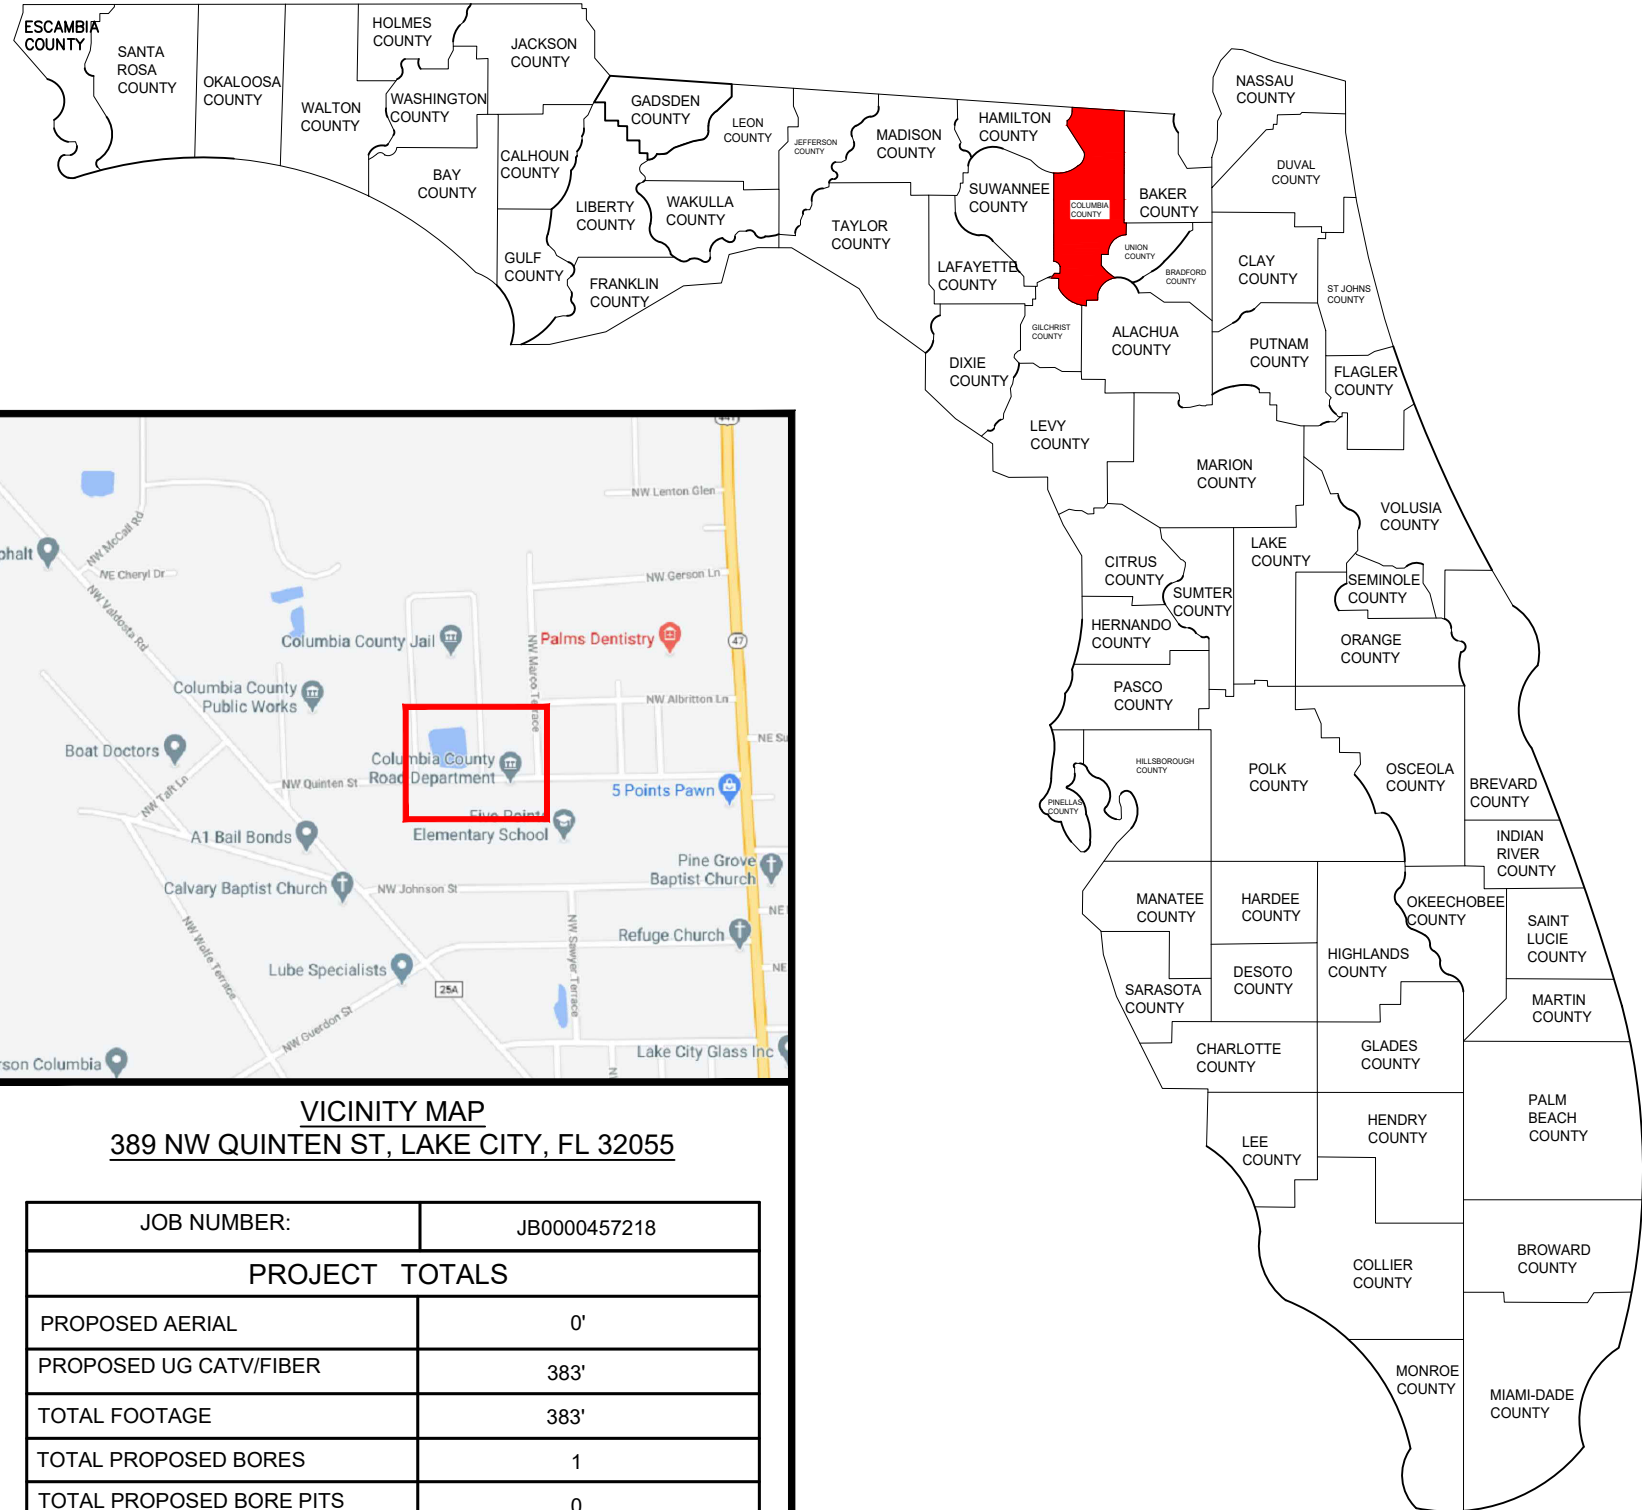 ESCAMBIA
COUNTY
SANTA
ROSA
COUNTY
OKALOOSA
COUNTY
WALTON
COUNTY
HOLMES
COUNTY
WASHINGTON
COUNTY
JACKSON
COUNTY
BAY
COUNTY
CALHOUN
COUNTY
GULF
COUNTY
LIBERTY
COUNTY
GADSDEN
COUNTY
LEON
COUNTY
WAKULLA
COUNTY
FRANKLIN
COUNTY
JEFFERSON
COUNTY
MADISON
COUNTY
TAYLOR
COUNTY
HAMILTON
COUNTY
SUWANNEE
COUNTY
LAFAYETTE
COUNTY
DIXIE
COUNTY
COLUMBIA
COUNTY
GILCHRIST
COUNTY
BAKER
COUNTY
UNION
COUNTY
BRADFORD
COUNTY
ALACHUA
COUNTY
LEVY
COUNTY
NASSAU
COUNTY
DUVAL
COUNTY
CLAY
COUNTY
ST JOHNS
COUNTY
PUTNAM
COUNTY
FLAGLER
COUNTY
MARION
COUNTY
VOLUSIA
COUNTY
CITRUS
COUNTY
SUMTER
COUNTY
LAKE
COUNTY
SEMINOLE
COUNTY
HERNANDO
COUNTY
ORANGE
COUNTY
PASCO
COUNTY
HILLSBOROUGH
COUNTY
PINELLAS
COUNTY
POLK
COUNTY
OSCEOLA
COUNTY
BREVARD
COUNTY
INDIAN
RIVER
COUNTY
MANATEE
COUNTY
HARDEE
COUNTY
HIGHLANDS
COUNTY
OKEECHOBEE
COUNTY
SAINT
LUCIE
COUNTY
SARASOTA
COUNTY
DESOTO
COUNTY
MARTIN
COUNTY
CHARLOTTE
COUNTY
GLADES
COUNTY
PALM
BEACH
COUNTY
LEE
COUNTY
HENDRY
COUNTY
COLLIER
COUNTY
BROWARD
COUNTY
MONROE
COUNTY
MIAMI-DADE
COUNTY
441
NW Lenton Glen
NW McCall Rd
phalt
NE Cheryl Dr
NW Valdosta Rd
NW Gerson Ln
Columbia County Jail
Palms Dentistry
47
NW Marco Terrace
Columbia County
Public Works
NW Albritton Ln
NE Su
Boat Doctors
Columbia County
Road Department
NW Quinten St
NW Taft Ln
5 Points Pawn
Five Points
Elementary School
A1 Bail Bonds
Pine Grove
Baptist Church
Calvary Baptist Church
NW Johnson St
NE
NW Wolfe Terrace
NW Sawyer Terrace
Refuge Church
NE
Lube Specialists
25A
NW Guerdon St
Lake City Glass Inc
rson Columbia
N
VICINITY MAP
389 NW QUINTEN ST, LAKE CITY, FL 32055
JOB NUMBER: JB0000457218
PROJECT TOTALS
PROPOSED AERIAL 0'
PROPOSED UG CATV/FIBER 383'
TOTAL FOOTAGE 383'
TOTAL PROPOSED BORES 1
TOTAL PROPOSED BORE PITS 0